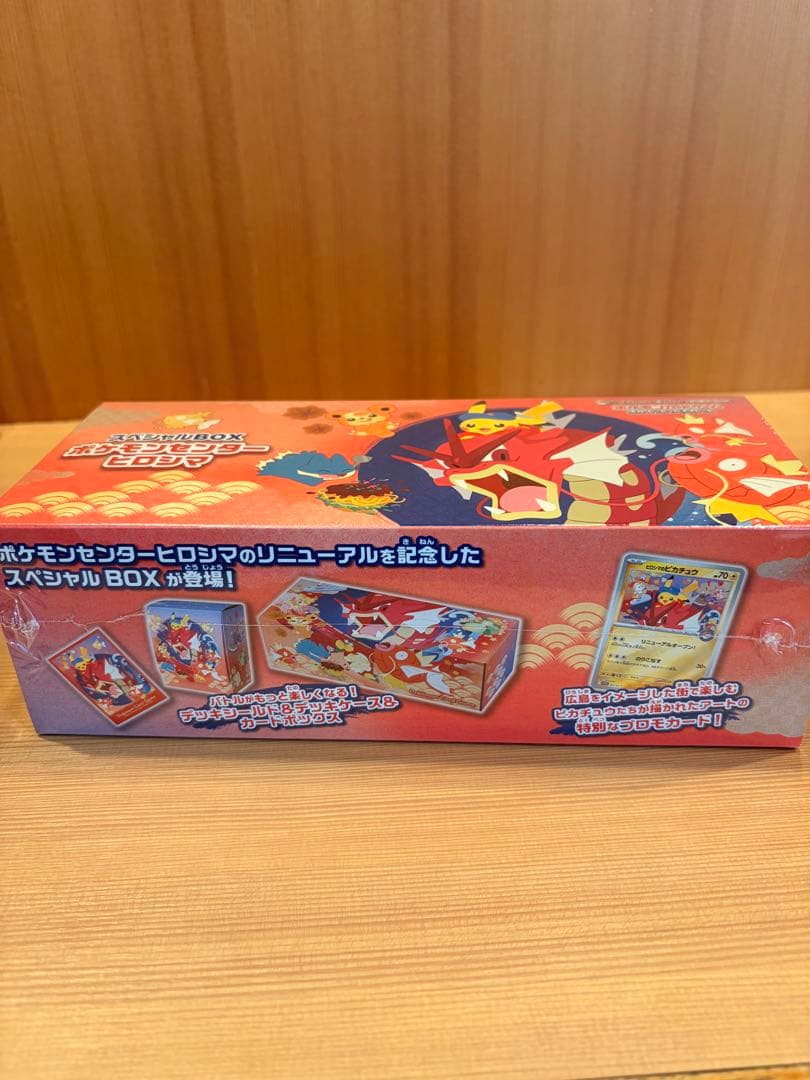 スペシャルBOX
ポケモンセンター
ヒロシマ
ポケモンセンターヒロシマのリニューアルを記念した
スペシャルBOXが登場!
バトルがもっと楽しくなる!
デッキシールド&デッキケース&
カードボックス
ヒロシマのピカチュウ
70
リニューアルオープン!
のりこなす
30
広島をイメージした街で楽しむ
ピカチュウたちが描かれたアートの
特別なプロモカード!